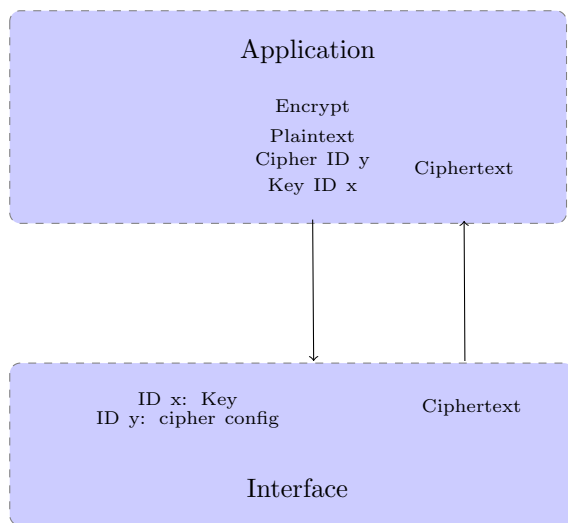 Application
Encrypt
Plaintext
Cipher ID y
Key ID x
Ciphertext
ID x: Key
ID y: cipher config
Ciphertext
Interface